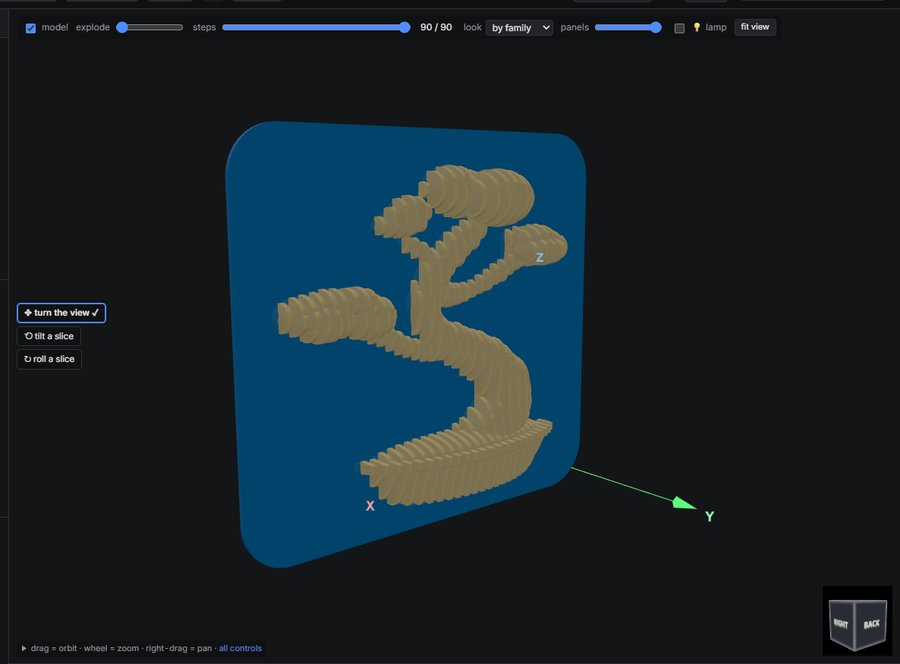 model explode steps 90 / 90 look by family panels 💡 lamp fit view
✥ turn the view ✓
⟲ tilt a slice
↻ roll a slice
Z
X
Y
RIGHT BACK
▶ drag = orbit · wheel = zoom · right-drag = pan · all controls